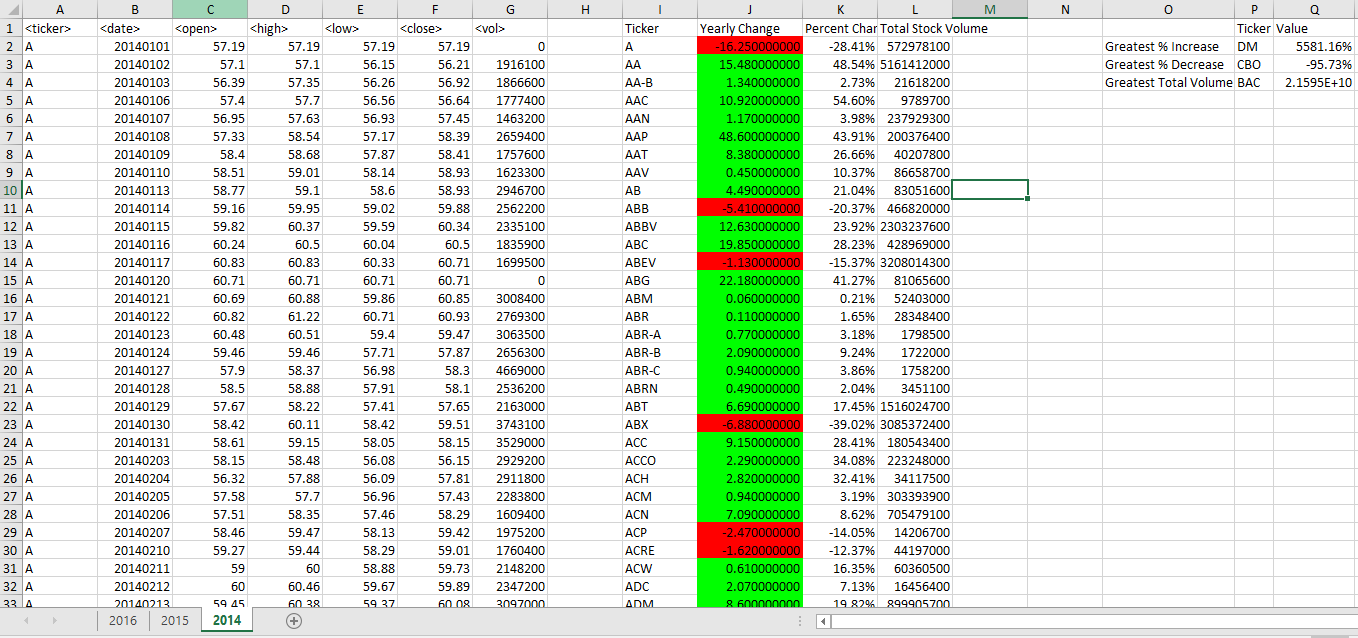 A B C D E F G H I J K L M N O P Q
1 <ticker> <date> <open> <high> <low> <close> <vol> Ticker Yearly Change Percent Char Total Stock Volume Ticker Value
2 A 20140101 57.19 57.19 57.19 57.19 0 A -16.250000000 -28.41% 572978100 Greatest % Increase DM 5581.16%
3 A 20140102 57.1 57.1 56.15 56.21 1916100 AA 15.480000000 48.54% 5161412000 Greatest % Decrease CBO -95.73%
4 A 20140103 56.39 57.35 56.26 56.92 1866600 AA-B 1.340000000 2.73% 21618200 Greatest Total Volume BAC 2.1595E+10
5 A 20140106 57.4 57.7 56.56 56.64 1777400 AAC 10.920000000 54.60% 9789700
6 A 20140107 56.95 57.63 56.93 57.45 1463200 AAN 1.170000000 3.98% 237929300
7 A 20140108 57.33 58.54 57.17 58.39 2659400 AAP 48.600000000 43.91% 200376400
8 A 20140109 58.4 58.68 57.87 58.41 1757600 AAT 8.380000000 26.66% 40207800
9 A 20140110 58.51 59.01 58.14 58.93 1623300 AAV 0.450000000 10.37% 86658700
10 A 20140113 58.77 59.1 58.6 58.93 2946700 AB 4.490000000 21.04% 83051600
11 A 20140114 59.16 59.95 59.02 59.88 2562200 ABB -5.410000000 -20.37% 466820000
12 A 20140115 59.82 60.37 59.59 60.34 2335100 ABBV 12.630000000 23.92% 2303237600
13 A 20140116 60.24 60.5 60.04 60.5 1835900 ABC 19.850000000 28.23% 428969000
14 A 20140117 60.83 60.83 60.33 60.71 1699500 ABEV -1.130000000 -15.37% 3208014300
15 A 20140120 60.71 60.71 60.71 60.71 0 ABG 22.180000000 41.27% 81065600
16 A 20140121 60.69 60.88 59.86 60.85 3008400 ABM 0.060000000 0.21% 52403000
17 A 20140122 60.82 61.22 60.71 60.93 2769300 ABR 0.110000000 1.65% 28348400
18 A 20140123 60.48 60.51 59.4 59.47 3063500 ABR-A 0.770000000 3.18% 1798500
19 A 20140124 59.46 59.46 57.71 57.87 2656300 ABR-B 2.090000000 9.24% 1722000
20 A 20140127 57.9 58.37 56.98 58.3 4669000 ABR-C 0.940000000 3.86% 1758200
21 A 20140128 58.5 58.88 57.91 58.1 2536200 ABRN 0.490000000 2.04% 3451100
22 A 20140129 57.67 58.22 57.41 57.65 2163000 ABT 6.690000000 17.45% 1516024700
23 A 20140130 58.42 60.11 58.42 59.51 3743100 ABX -6.880000000 -39.02% 3085372400
24 A 20140131 58.61 59.15 58.05 58.15 3529000 ACC 9.150000000 28.41% 180543400
25 A 20140203 58.15 58.48 56.08 56.15 2929200 ACCO 2.290000000 34.08% 223248000
26 A 20140204 56.32 57.88 56.09 57.81 2911800 ACH 2.820000000 32.41% 34117500
27 A 20140205 57.58 57.7 56.96 57.43 2283800 ACM 0.940000000 3.19% 303393900
28 A 20140206 57.51 58.35 57.46 58.29 1609400 ACN 7.090000000 8.62% 705479100
29 A 20140207 58.46 59.47 58.13 59.42 1975200 ACP -2.470000000 -14.05% 14206700
30 A 20140210 59.27 59.44 58.29 59.01 1760400 ACRE -1.620000000 -12.37% 44197000
31 A 20140211 59 60 58.88 59.73 2148200 ACW 0.610000000 16.35% 60360500
32 A 20140212 60 60.46 59.67 59.89 2347200 ADC 2.070000000 7.13% 16456400
33 A 20140213 59.45 60.38 59.37 60.08 3097000 ADM 8.600000000 19.82% 899905700
2016 2015 2014